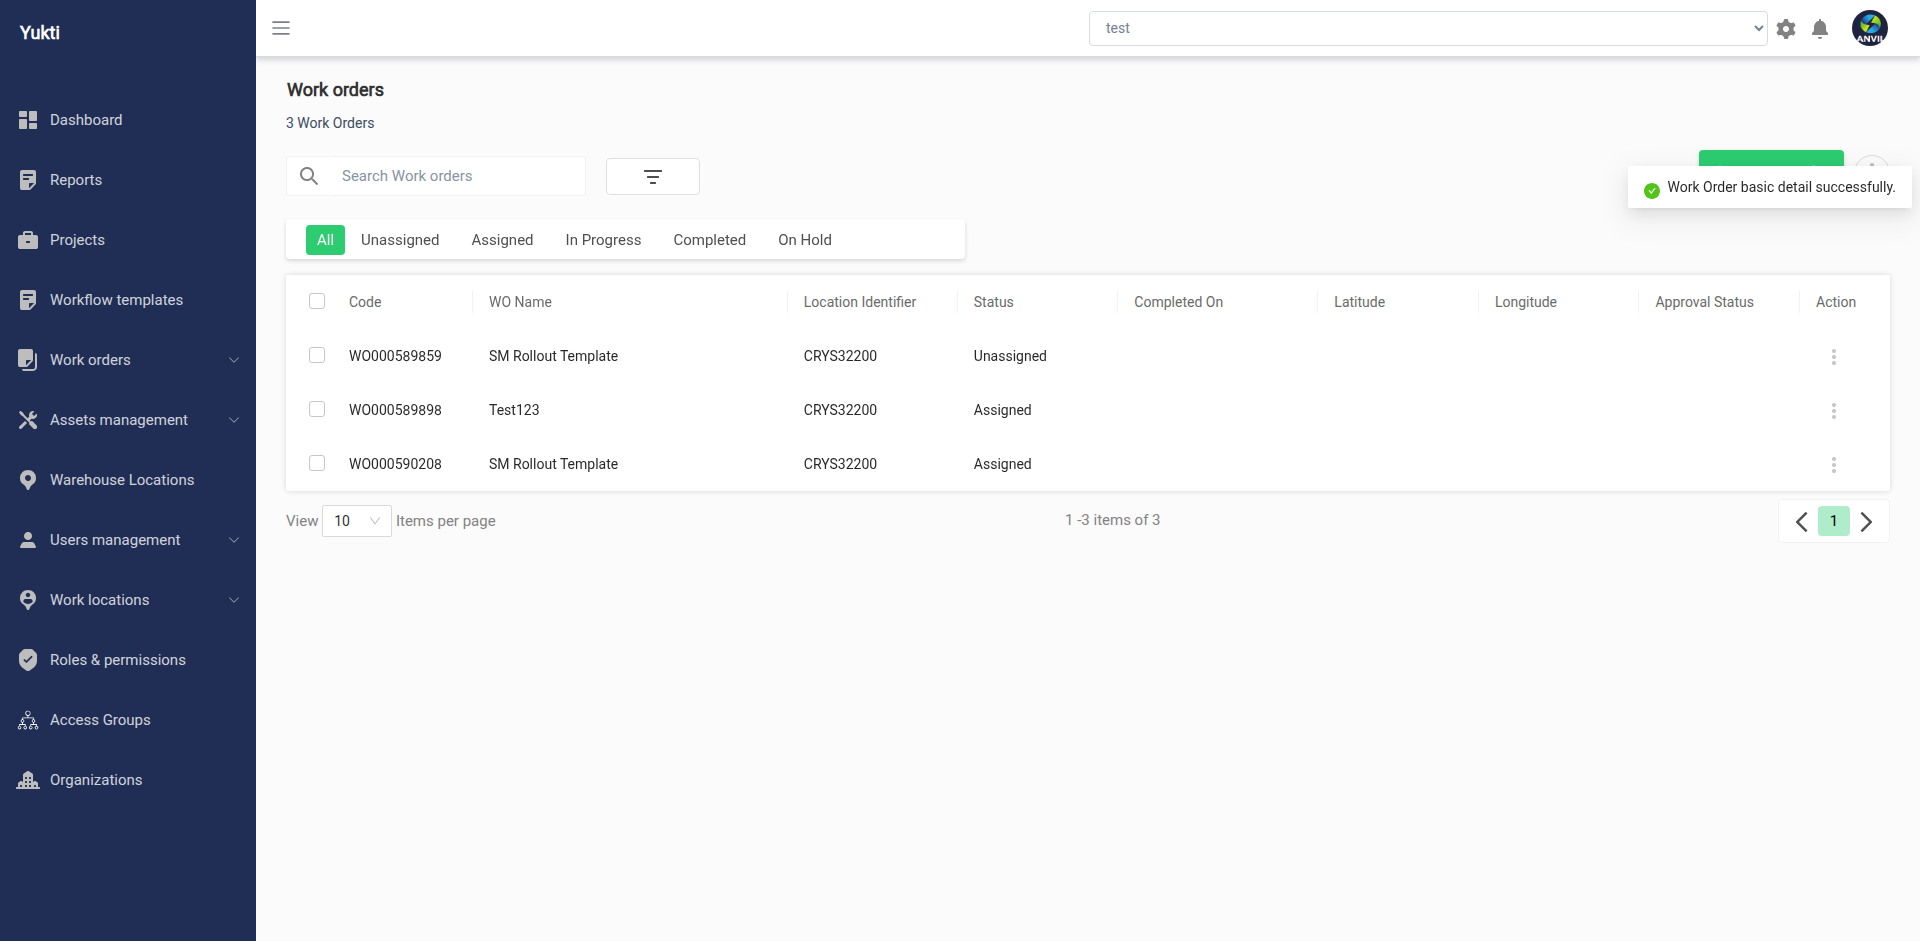 Yukti
test
ANVI
Dashboard
Reports
Projects
Workflow templates
Work orders
Assets management
Warehouse Locations
Users management
Work locations
Roles & permissions
Access Groups
Organizations
Work orders
3 Work Orders
Search Work orders
Work Order basic detail successfully.
All Unassigned Assigned In Progress Completed On Hold
Code WO Name Location Identifier Status Completed On Latitude Longitude Approval Status Action
WO000589859 SM Rollout Template CRYS32200 Unassigned
WO000589898 Test123 CRYS32200 Assigned
WO000590208 SM Rollout Template CRYS32200 Assigned
View 10 Items per page 1 -3 items of 3 1